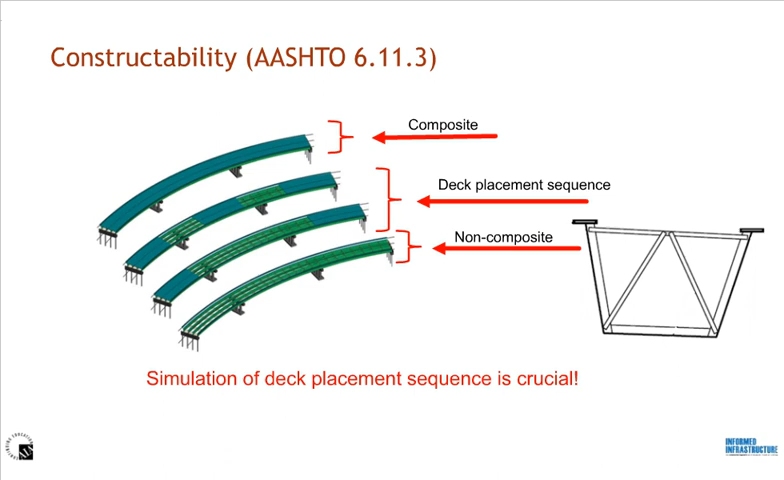 Constructability (AASHTO 6.11.3)
Composite
Deck placement sequence
Non-composite
Simulation of deck placement sequence is crucial!
INFORMED
INFRASTRUCTURE